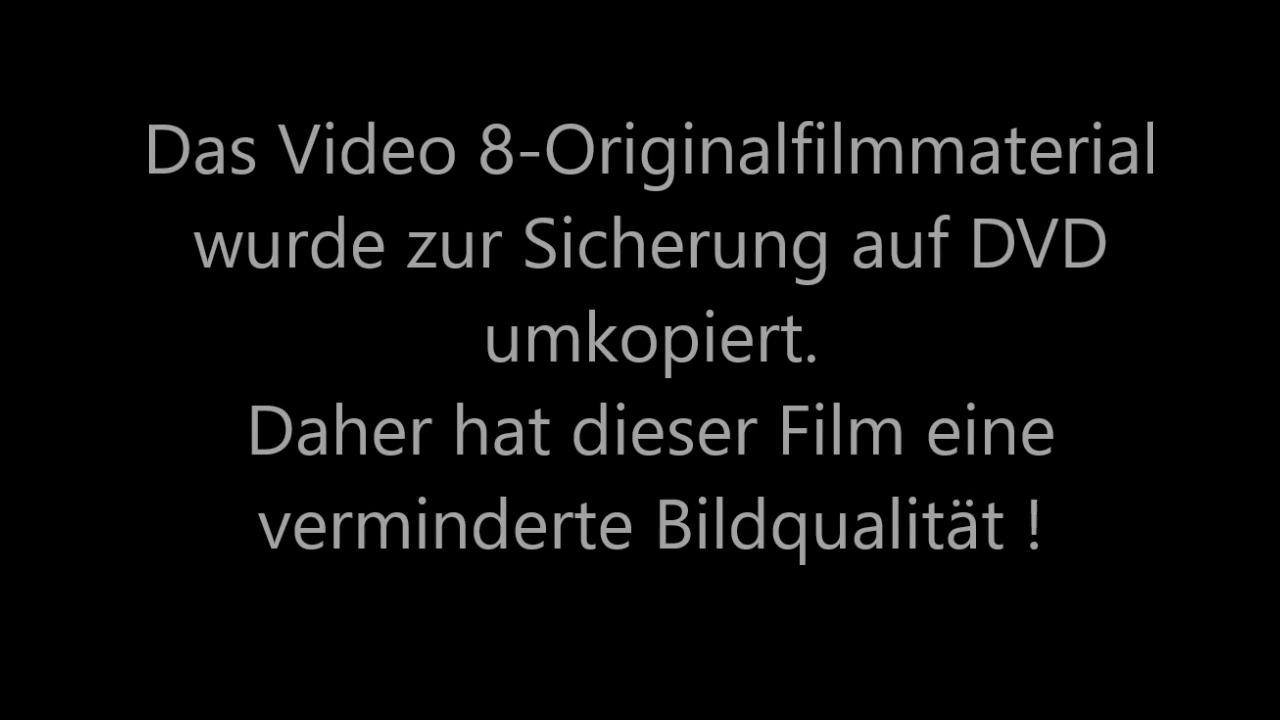 Das Video 8-Originalfilmmaterial
wurde zur Sicherung auf DVD
umkopiert.
Daher hat dieser Film eine
verminderte Bildqualität !